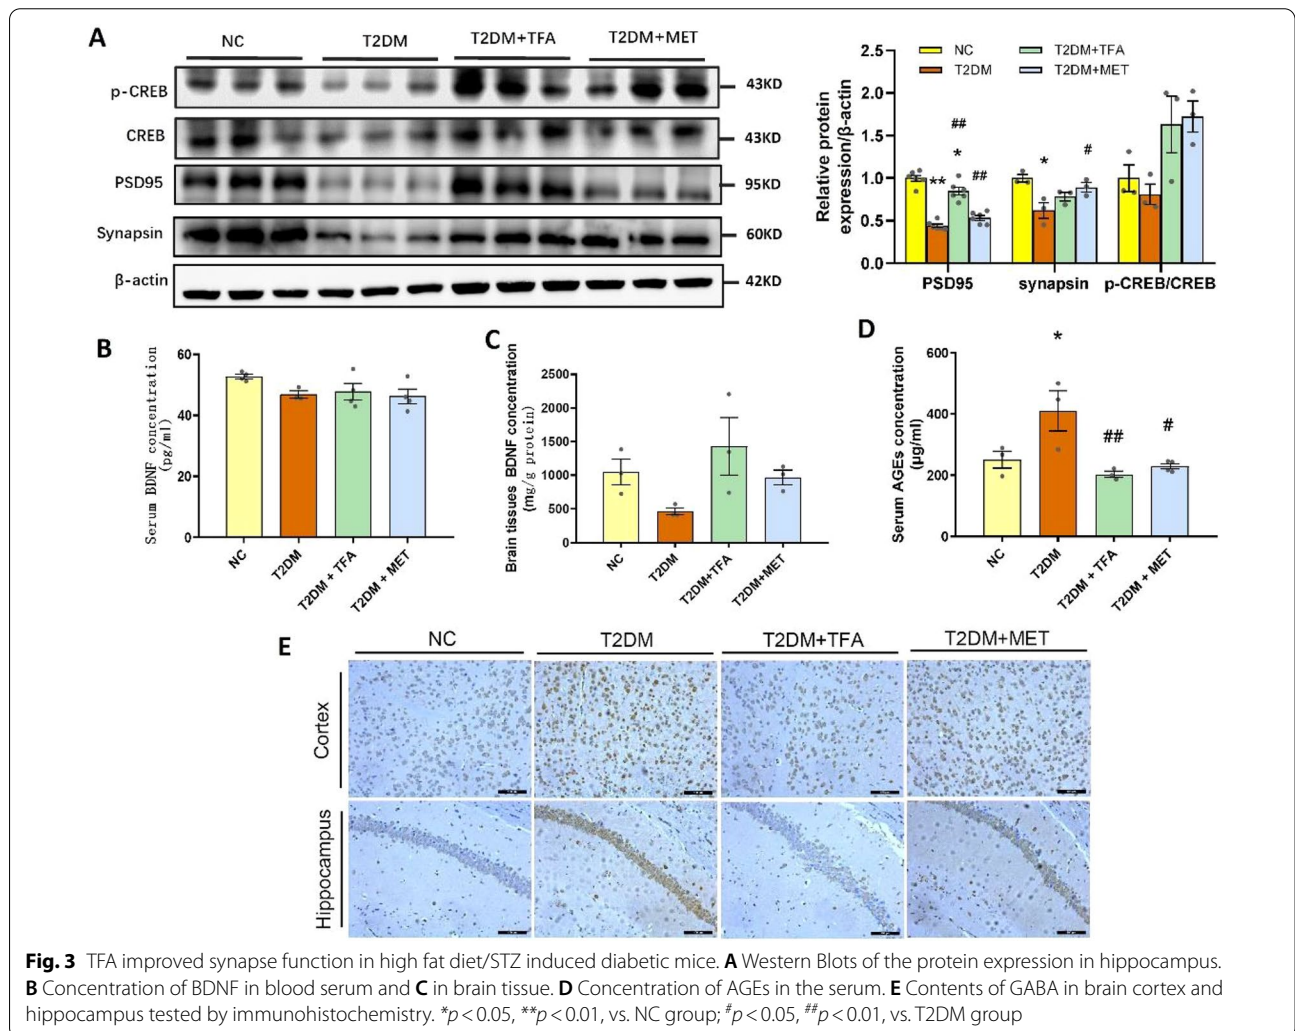 A
NC T2DM T2DM+TFA T2DM+MET
p-CREB 43KD
CREB 43KD
PSD95 95KD
Synapsin 60KD
β-actin 42KD
NC T2DM+TFA
T2DM T2DM+MET
Relative protein
expression/β-actin
2.5
2.0
1.5
1.0
0.5
0.0
** * ## ##
* #
PSD95 synapsin p-CREB/CREB
B
Serum BDNF concentration
(pg/ml)
60
40
20
0
NC T2DM T2DM + TFA T2DM + MET
C
Brain tissues BDNF concentration
(mg/g protein)
2500
2000
1500
1000
500
0
NC T2DM T2DM+TFA T2DM+MET
D
Serum AGEs concentration
(μg/ml)
600
400
200
0
* ## #
NC T2DM T2DM + TFA T2DM + MET
E
NC T2DM T2DM+TFA T2DM+MET
Cortex
Hippocampus
Fig. 3 TFA improved synapse function in high fat diet/STZ induced diabetic mice. A Western Blots of the protein expression in hippocampus.
B Concentration of BDNF in blood serum and C in brain tissue. D Concentration of AGEs in the serum. E Contents of GABA in brain cortex and
hippocampus tested by immunohistochemistry. *p < 0.05, **p < 0.01, vs. NC group; #p < 0.05, ##p < 0.01, vs. T2DM group